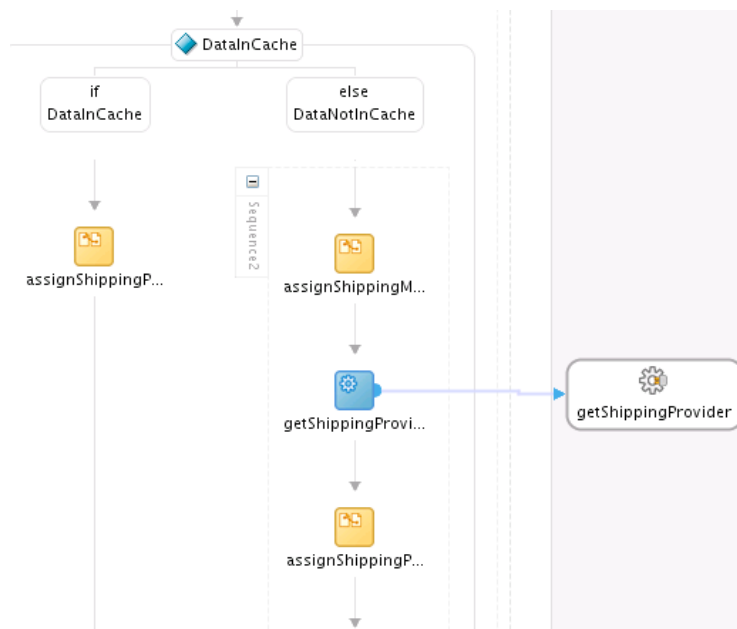 DataInCache
if
DataInCache
else
DataNotInCache
Sequence2
assignShippingP...
assignShippingM...
getShippingProvi...
getShippingProvider
assignShippingP...